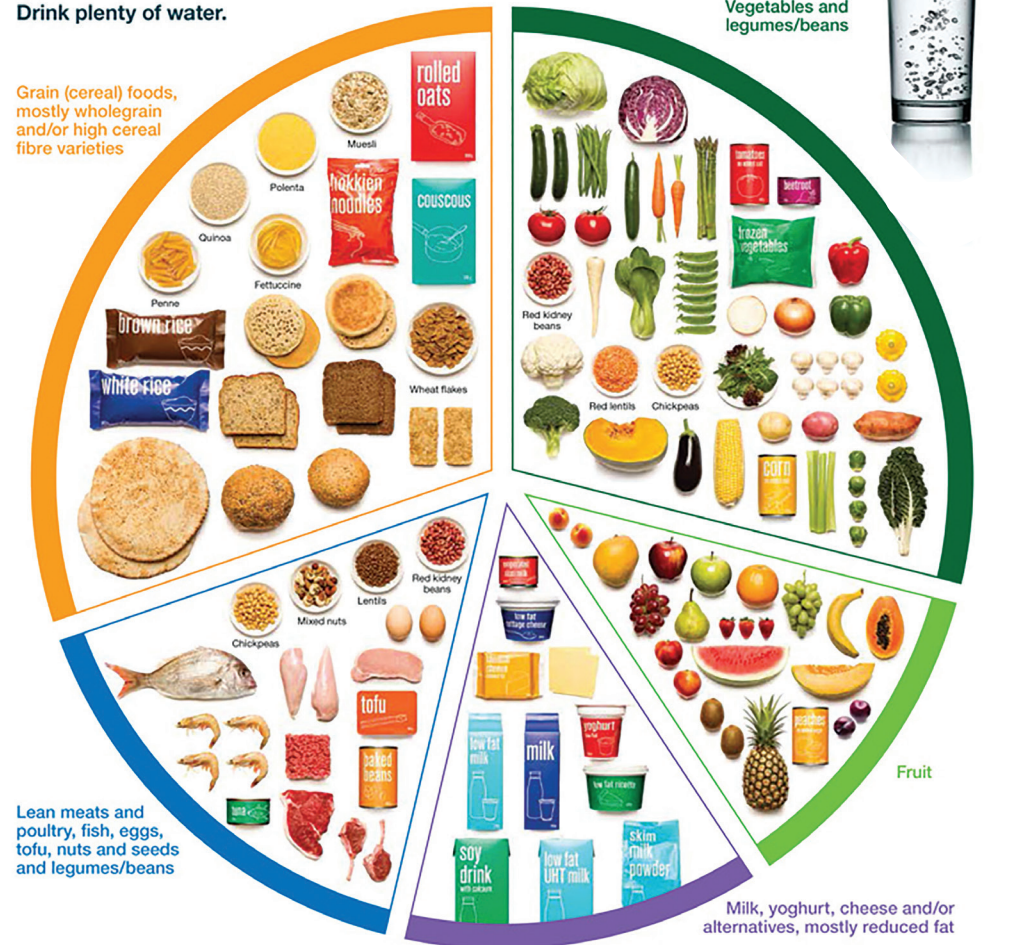 Drink plenty of water.
Vegetables and
legumes/beans
Grain (cereal) foods,
mostly wholegrain
and/or high cereal
fibre varieties
rolled
oats
Muesli
Polenta
hokkien
noodles
couscous
Quinoa
Fettuccine
Penne
brown rice
white rice
Wheat flakes
tomatoes
beetroot
frozen
vegetables
Red kidney
beans
Red lentils
Chickpeas
corn
Red kidney
beans
Lentils
Mixed nuts
Chickpeas
tofu
baked
beans
tuna
Lean meats and
poultry, fish, eggs,
tofu, nuts and seeds
and legumes/beans
low fat
cottage cheese
yoghurt
low fat
milk
milk
low fat ricotta
soy
drink
with calcium
low fat
UHT milk
skim
milk
powder
Milk, yoghurt, cheese and/or
alternatives, mostly reduced fat
peaches
Fruit